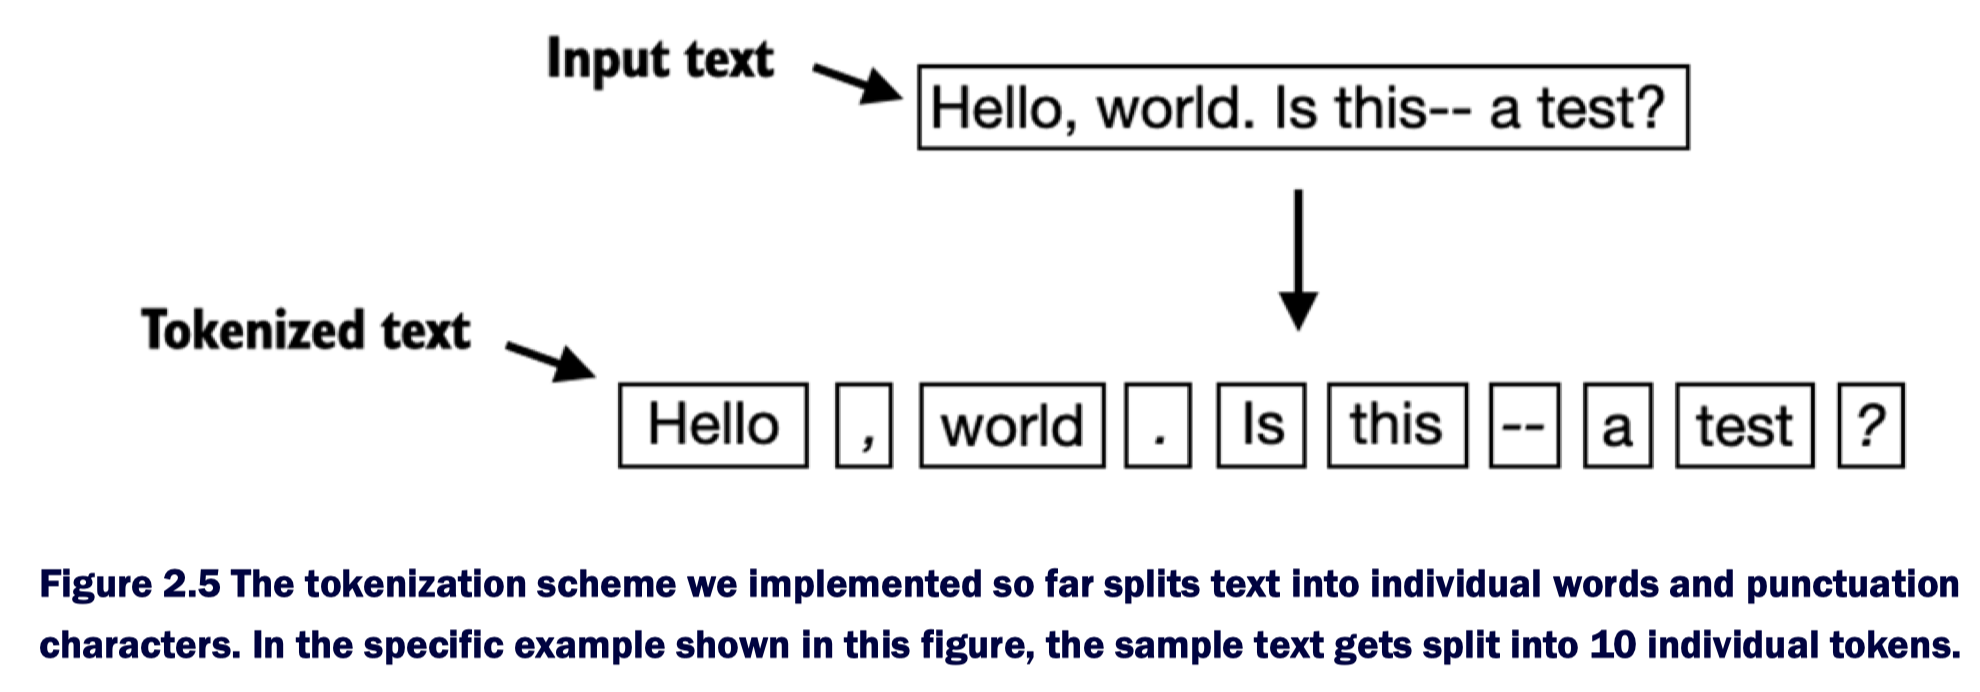 Input text
Hello, world. Is this-- a test?
Tokenized text
Hello , world . Is this -- a test ?
Figure 2.5 The tokenization scheme we implemented so far splits text into individual words and punctuation
characters. In the specific example shown in this figure, the sample text gets split into 10 individual tokens.